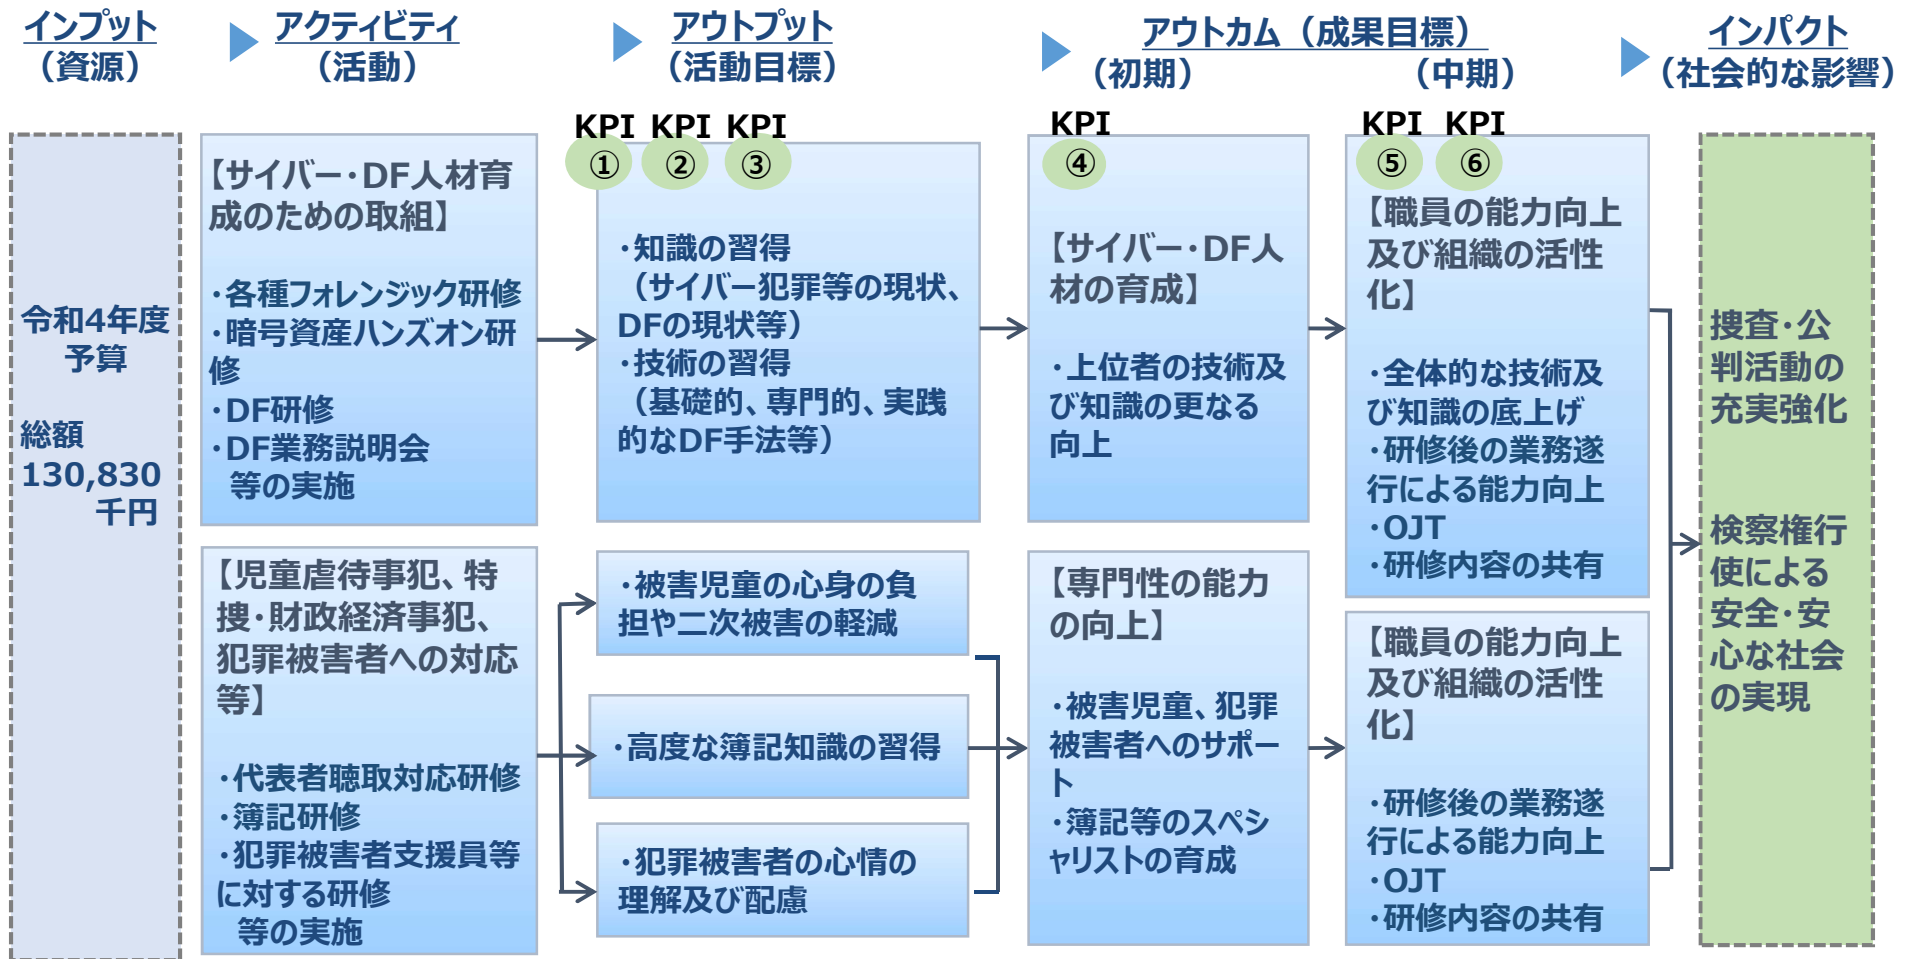 インプット
（資源）
アクティビティ
（活動）
アウトプット
（活動目標）
アウトカム（成果目標）
（初期）
（中期）
インパクト
（社会的な影響）
令和4年度
予算
総額
130,830
千円
【サイバー・DF人材育
成のための取組】
・各種フォレンジック研修
・暗号資産ハンズオン研
修
・DF研修
・DF業務説明会
等の実施
KPI KPI KPI
① ② ③
・知識の習得
（サイバー犯罪等の現状、
DFの現状等）
・技術の習得
（基礎的、専門的、実践
的なDF手法等）
KPI
④
【サイバー・DF人
材の育成】
・上位者の技術及
び知識の更なる
向上
KPI KPI
⑤ ⑥
【職員の能力向上
及び組織の活性
化】
・全体的な技術及
び知識の底上げ
・研修後の業務遂
行による能力向上
・OJT
・研修内容の共有
【児童虐待事犯、特
捜・財政経済事犯、
犯罪被害者への対応
等】
・代表者聴取対応研修
・簿記研修
・犯罪被害者支援員等
に対する研修
等の実施
・被害児童の心身の負
担や二次被害の軽減
・高度な簿記知識の習得
・犯罪被害者の心情の
理解及び配慮
【専門性の能力
の向上】
・被害児童、犯罪
被害者へのサポー
ト
・簿記等のスペシ
ャリストの育成
【職員の能力向上
及び組織の活性
化】
・研修後の業務遂
行による能力向上
・OJT
・研修内容の共有
捜査・公
判活動の
充実強化
検察権行
使による
安全・安
心な社会
の実現